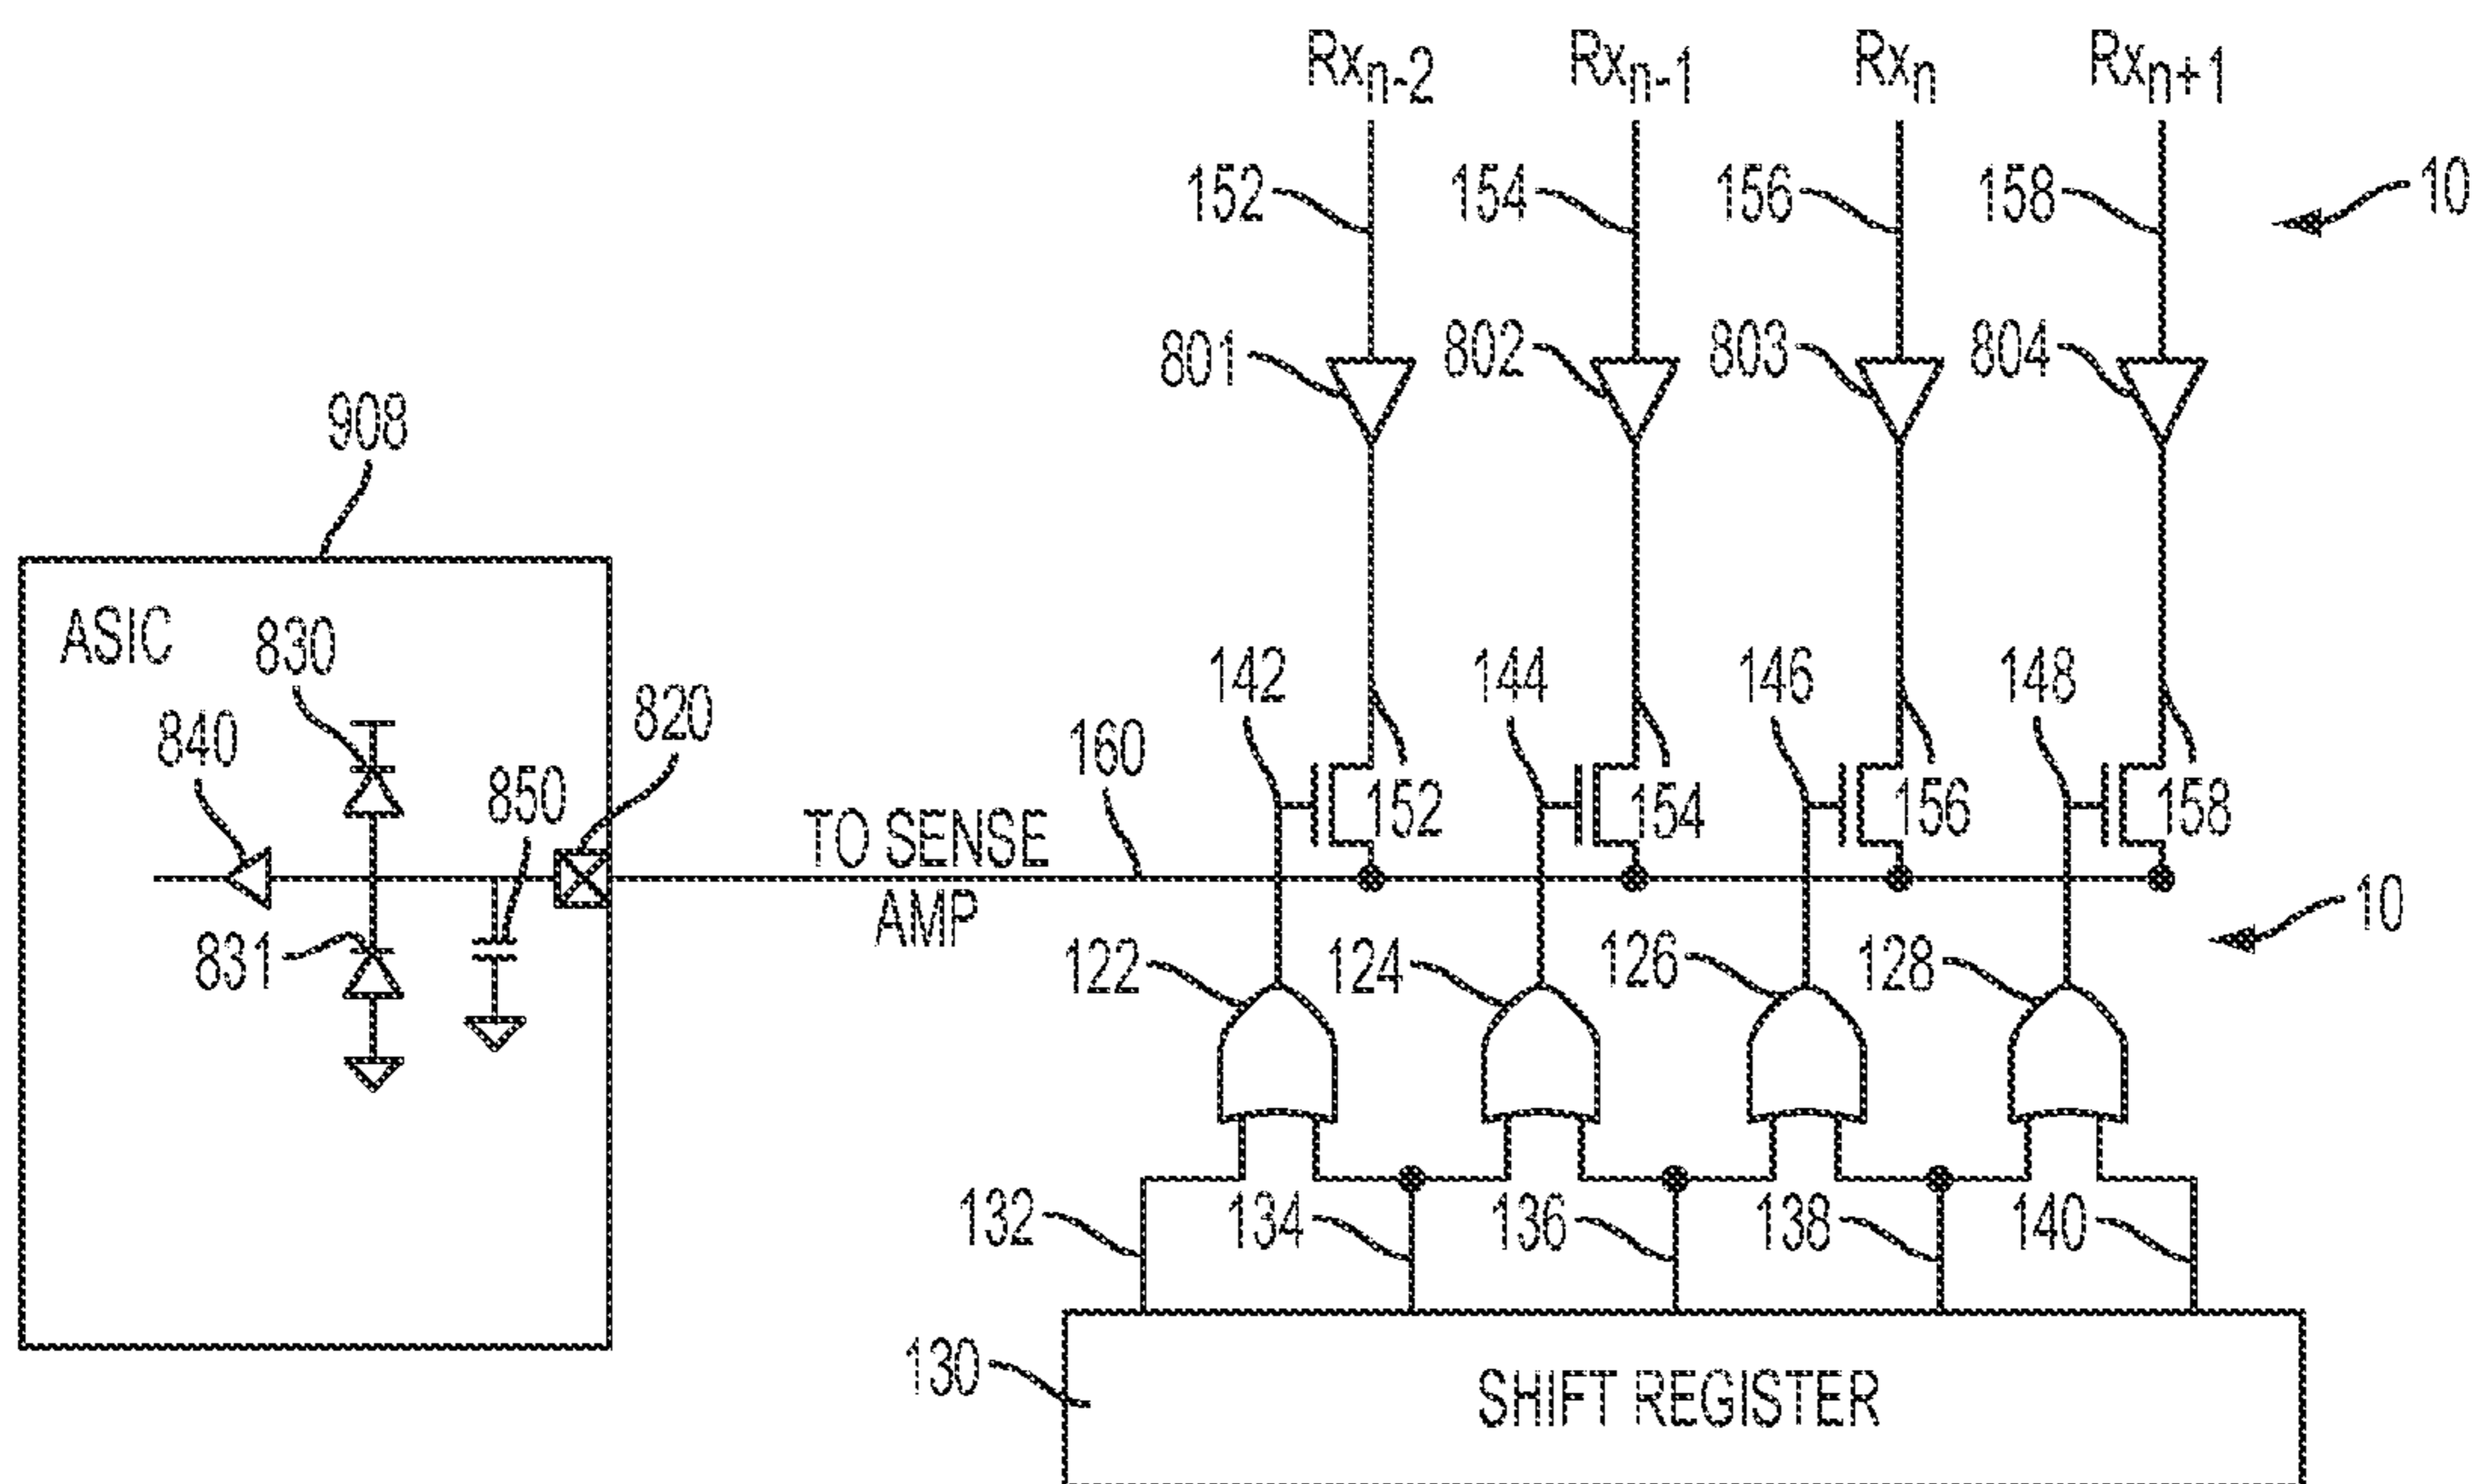 Rxn-2 Rxn-1 Rxn Rxn+1
152 154 156 158 10
801 802 803 804
908
ASIC
830
840
850
820
831
160
TO SENSE
AMP
142 144 146 148
152 154 156 158
10
122 124 126 128
132 134 136 138 140
130
SHIFT REGISTER